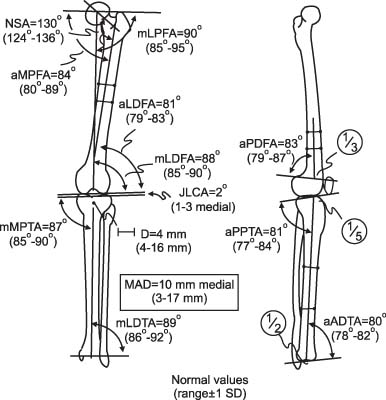 NSA=130°
(124°-136°)
mLPFA=90°
(85°-95°)
aMPFA=84°
(80°-89°)
aLDFA=81°
(79°-83°)
mLDFA=88°
(85°-90°)
JLCA=2°
(1-3 medial)
mMPTA=87°
(85°-90°)
D=4 mm
(4-16 mm)
MAD=10 mm medial
(3-17 mm)
mLDTA=89°
(86°-92°)
aPDFA=83°
(79°-87°)
1/3
aPPTA=81°
(77°-84°)
1/5
1/2
aADTA=80°
(78°-82°)
Normal values
(range±1 SD)